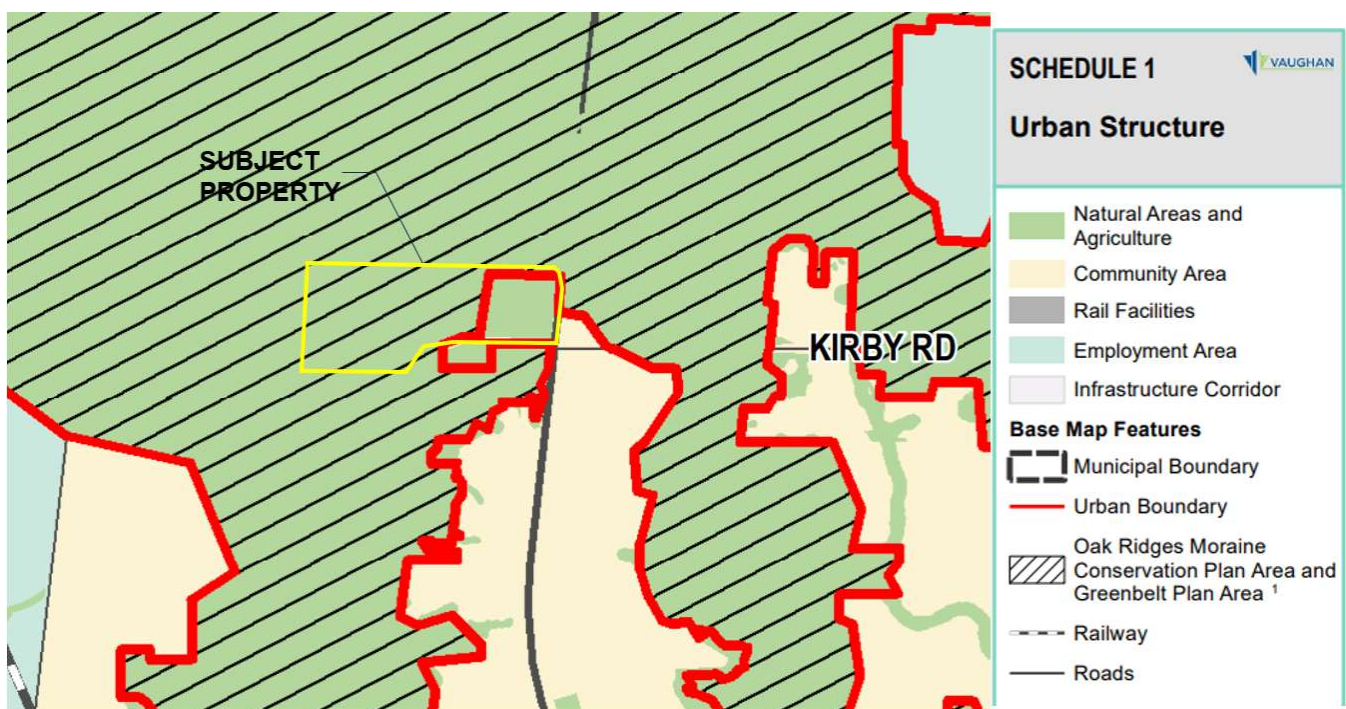 SUBJECT
PROPERTY
KIRBY RD
SCHEDULE 1
VAUGHAN
Urban Structure
Natural Areas and
Agriculture
Community Area
Rail Facilities
Employment Area
Infrastructure Corridor
Base Map Features
Municipal Boundary
Urban Boundary
Oak Ridges Moraine
Conservation Plan Area and
Greenbelt Plan Area 1
Railway
Roads